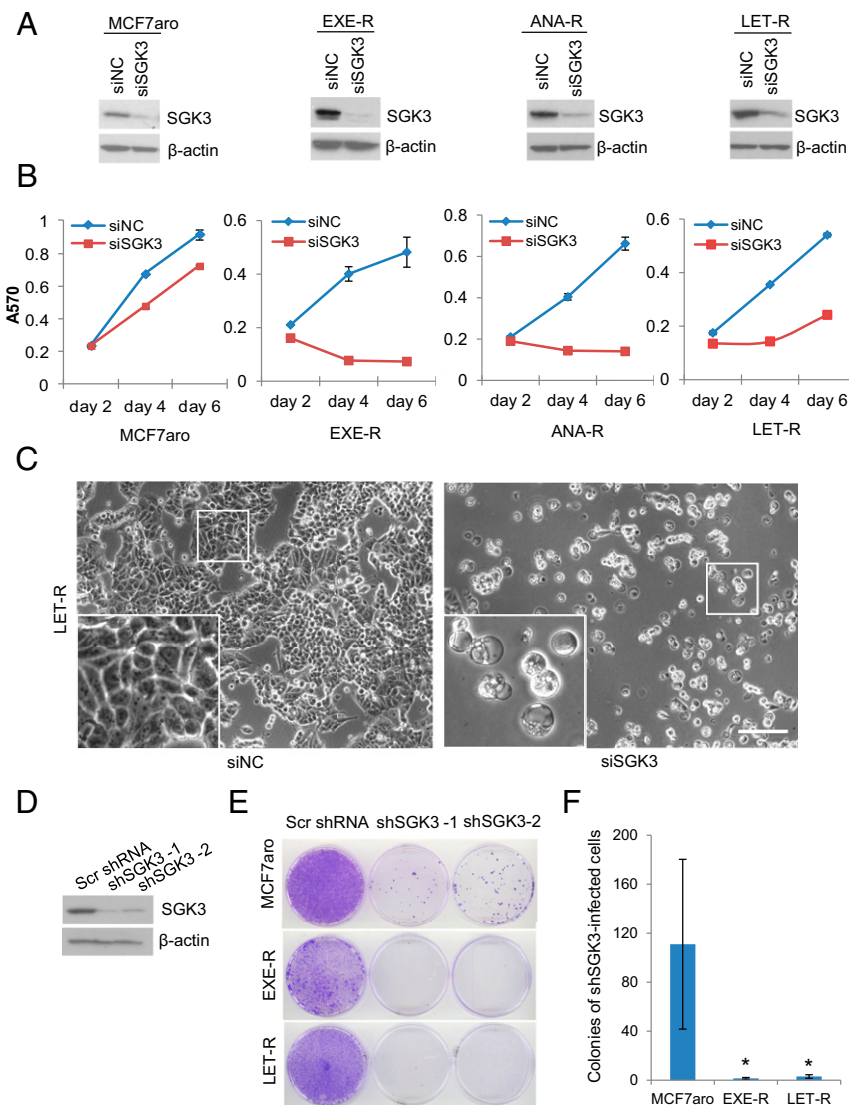 A
MCF7aro
EXE-R
ANA-R
LET-R
siNC siSGK3
siNC siSGK3
siNC siSGK3
siNC siSGK3
SGK3
SGK3
SGK3
SGK3
β-actin
β-actin
β-actin
β-actin
B
A570
1
0.8
0.6
0.4
0.2
0
siNC
siSGK3
day 2 day 4 day 6
MCF7aro
0.6
0.4
0.2
0
siNC
siSGK3
day 2 day 4 day 6
EXE-R
0.8
0.6
0.4
0.2
0
siNC
siSGK3
day 2 day 4 day 6
ANA-R
0.6
0.4
0.2
0
siNC
siSGK3
day 2 day 4 day 6
LET-R
C
LET-R
siNC
siSGK3
D
Scr shRNA
shSGK3 -1
shSGK3 -2
SGK3
β-actin
E
Scr shRNA shSGK3 -1 shSGK3-2
MCF7aro
EXE-R
LET-R
F
Colonies of shSGK3-infected cells
200
160
120
80
40
0
* *
MCF7aro EXE-R LET-R